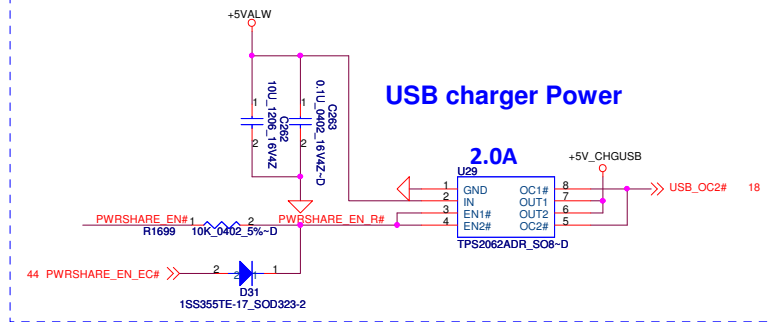 +5VALW
USB charger Power
1
2
10U_1206_16V4Z
C262
1
2
0.1U_0402_16V4Z~D
C263
2.0A
+5V_CHGUSB
U29
1 GND OC1# 8
2 IN OUT1 7
3 EN1# OUT2 6
4 EN2# OC2# 5
TPS2062ADR_SO8~D
USB_OC2# 18
PWRSHARE_EN# 1 2 PWRSHARE_EN_R#
R1699 10K_0402_5%~D
44 PWRSHARE_EN_EC# 2 2 1 1
D31
1SS355TE-17_SOD323-2